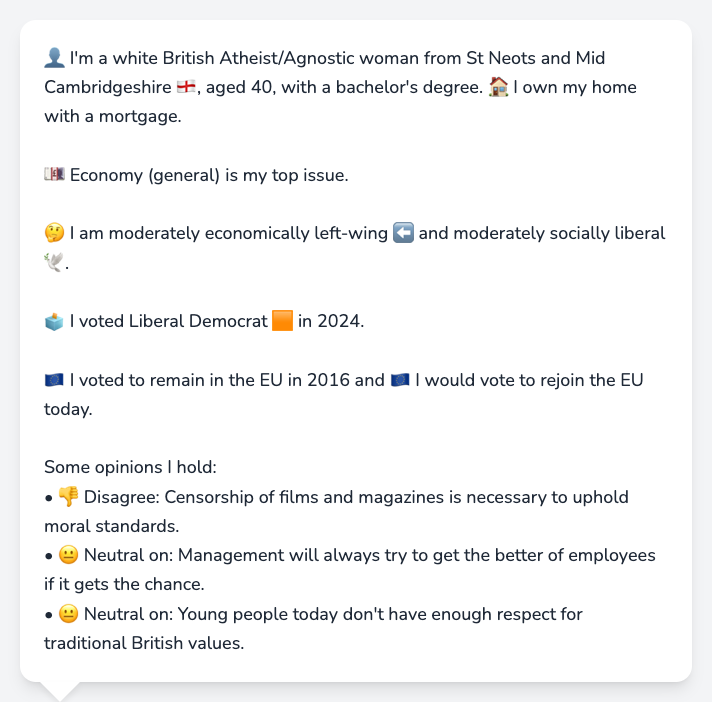 👤 I'm a white British Atheist/Agnostic woman from St Neots and Mid
Cambridgeshire 🏴󠁧󠁢󠁥󠁮󠁧󠁿, aged 40, with a bachelor's degree. 🏠 I own my home
with a mortgage.
💷 Economy (general) is my top issue.
🤔 I am moderately economically left-wing ⬅️ and moderately socially liberal
🕊️.
🗳️ I voted Liberal Democrat 🟧 in 2024.
🇪🇺 I voted to remain in the EU in 2016 and 🇪🇺 I would vote to rejoin the EU
today.
Some opinions I hold:
• 👎 Disagree: Censorship of films and magazines is necessary to uphold
moral standards.
• 😐 Neutral on: Management will always try to get the better of employees
if it gets the chance.
• 😐 Neutral on: Young people today don't have enough respect for
traditional British values.